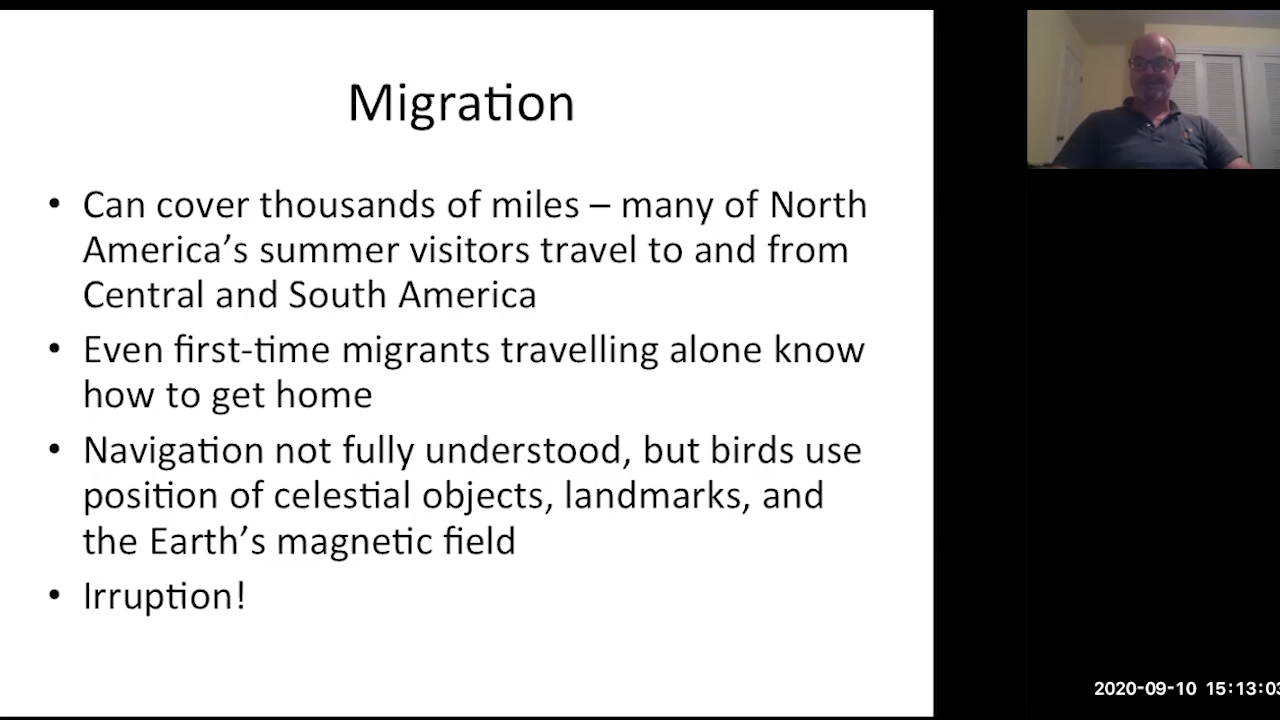 Migration
• Can cover thousands of miles – many of North
America’s summer visitors travel to and from
Central and South America
• Even first-time migrants travelling alone know
how to get home
• Navigation not fully understood, but birds use
position of celestial objects, landmarks, and
the Earth’s magnetic field
• Irruption!
2020-09-10 15:13:03